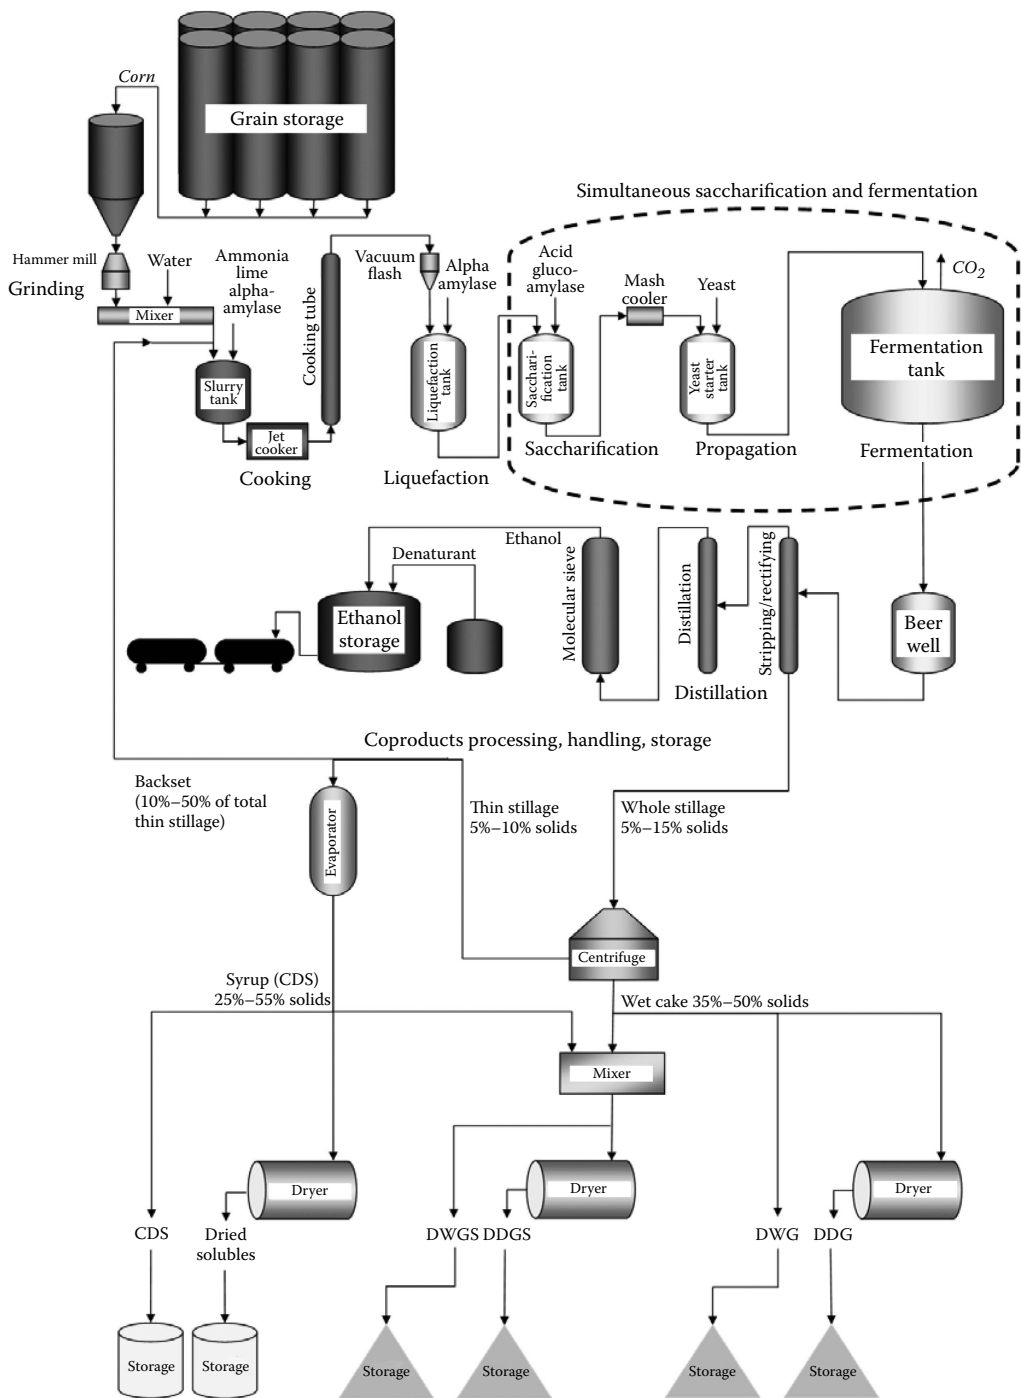 Corn
Grain storage
Simultaneous saccharification and fermentation
Hammer mill
Grinding
Water
Mixer
Ammonia
lime
alpha-
amylase
Slurry
tank
Jet
cooker
Cooking
Cooking tube
Vacuum
flash
Alpha
amylase
Liquefaction
tank
Liquefaction
Acid
gluco-
amylase
Sacchari-
fication
tank
Saccharification
Mash
cooler
Yeast
Yeast
starter
tank
Propagation
CO2
Fermentation
tank
Fermentation
Ethanol
Denaturant
Ethanol
storage
Molecular sieve
Distillation
Stripping/rectifying
Distillation
Beer
well
Coproducts processing, handling, storage
Backset
(10%–50% of total
thin stillage)
Evaporator
Thin stillage
5%–10% solids
Whole stillage
5%–15% solids
Centrifuge
Syrup (CDS)
25%–55% solids
Wet cake 35%–50% solids
Mixer
Dryer
Dryer
Dryer
CDS
Dried
solubles
DWGS
DDGS
DWG
DDG
Storage
Storage
Storage
Storage
Storage
Storage